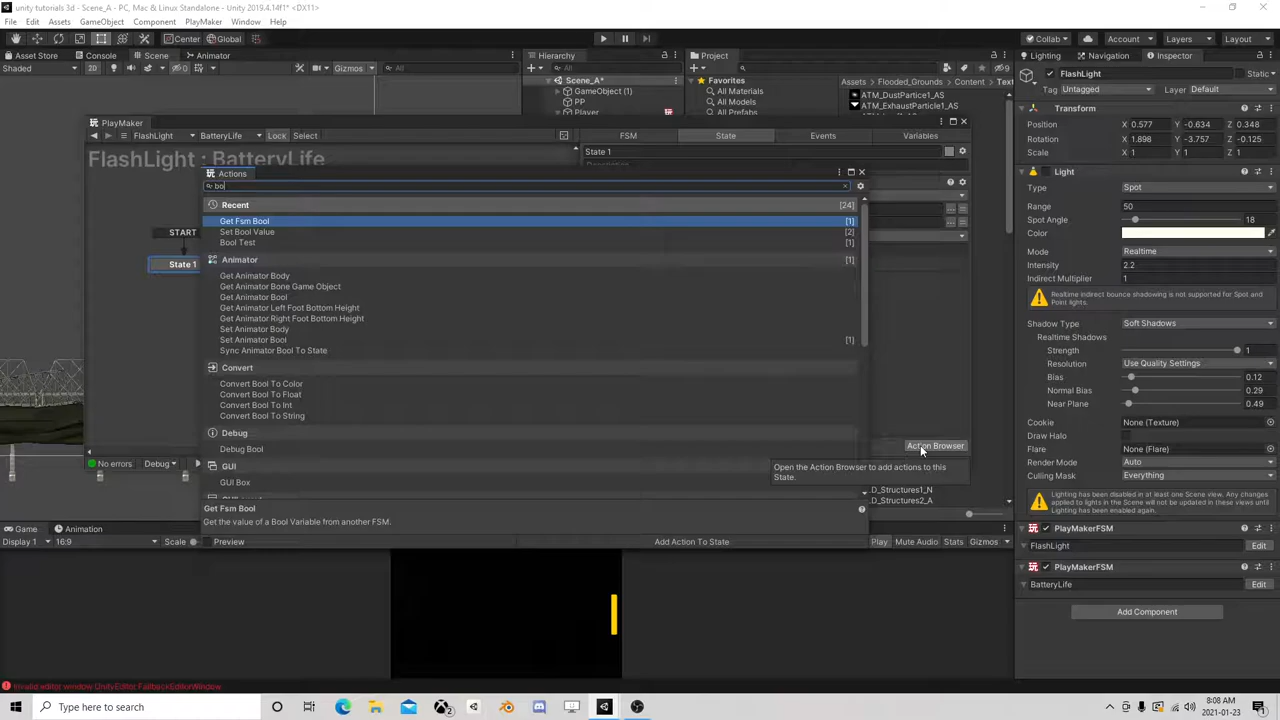 unity tutorials 3d - Scene_A - PC, Mac & Linux Standalone - Unity 2019.4.14f1* <DX11>
File Edit Assets GameObject Component PlayMaker Window Help
Center Global Collab Account Layers Layout
Asset Store Console Scene Animator Hierarchy Project Lighting Navigation Inspector
Shaded 2D Gizmos All Scene_A* Favorites FlashLight Static
GameObject (1) All Materials Assets Flooded_Grounds Content
PP All Models Tag Untagged Layer Default
Player All Prefabs
ATM_DustPartice1_AS
ATM_ExhaustParticle1_AS
Transform
Position X 0.577 Y -0.634 Z 0.348
Rotation X 1.898 Y -3.757 Z -0.125
Scale X 1 Y 1 Z 1
PlayMaker
FlashLight BatteryLife Lock Select FSM State Events Variables
FlashLight : BatteryLife
State 1
START
State 1
Actions
bo
Recent [24]
Get Fsm Bool [1]
Set Bool Value [2]
Bool Test [1]
Animator [1]
Get Animator Body
Get Animator Bone Game Object
Get Animator Bool
Get Animator Left Foot Bottom Height
Get Animator Right Foot Bottom Height
Set Animator Body
Set Animator Bool [1]
Sync Animator Bool To State
Convert
Convert Bool To Color
Convert Bool To Float
Convert Bool To Int
Convert Bool To String
Debug
Debug Bool
GUI
GUI Box
Get Fsm Bool
Get the value of a Bool Variable from another FSM.
Preview Add Action To State
Action Browser
Open the Action Browser to add actions to this
State.
D_Structures1_N
D_Structures2_A
No errors Debug
Light
Type Spot
Range 50
Spot Angle 18
Color
Mode Realtime
Intensity 2.2
Indirect Multiplier 1
Realtime indirect bounce shadowing is not supported for Spot and
Point lights.
Shadow Type Soft Shadows
Realtime Shadows
Strength 1
Resolution Use Quality Settings
Bias 0.12
Normal Bias 0.29
Near Plane 0.49
Cookie None (Texture)
Draw Halo
Flare None (Flare)
Render Mode Auto
Culling Mask Everything
Lighting has been disabled in at least one Scene view. Any changes
applied to lights in the Scene will not be updated in these views until
Lighting has been enabled again.
PlayMakerFSM
FlashLight Edit
PlayMakerFSM
BatteryLife Edit
Add Component
Game Animation
Display 1 16:9 Scale Play Mute Audio Stats Gizmos
Invalid editor window UnityEditor.FallbackEditorWindow
Type here to search
8:08 AM
2021-01-23